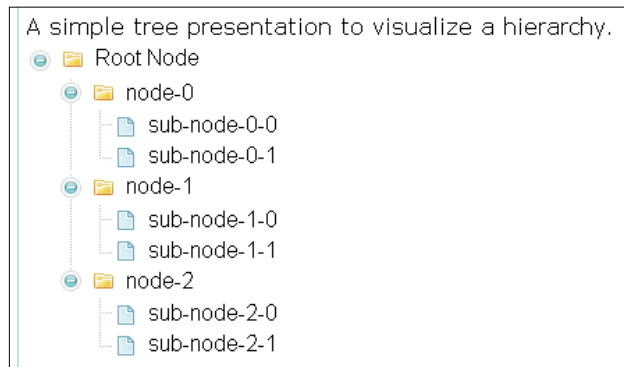 A simple tree presentation to visualize a hierarchy.
Root Node
node-0
sub-node-0-0
sub-node-0-1
node-1
sub-node-1-0
sub-node-1-1
node-2
sub-node-2-0
sub-node-2-1